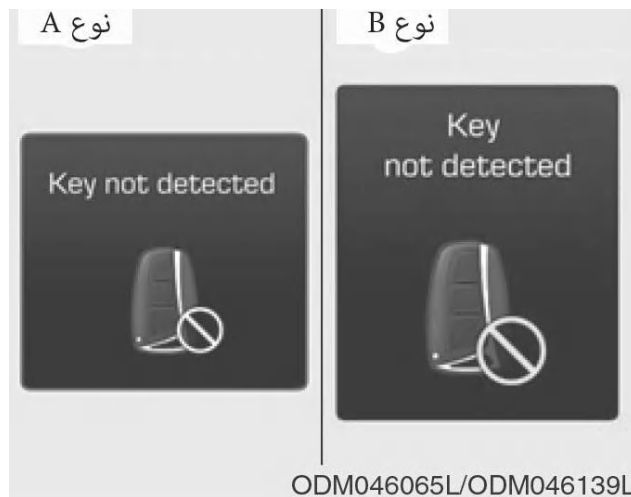 نوع A
نوع B
Key not detected
Key
not detected
ODM046065L/ODM046139L